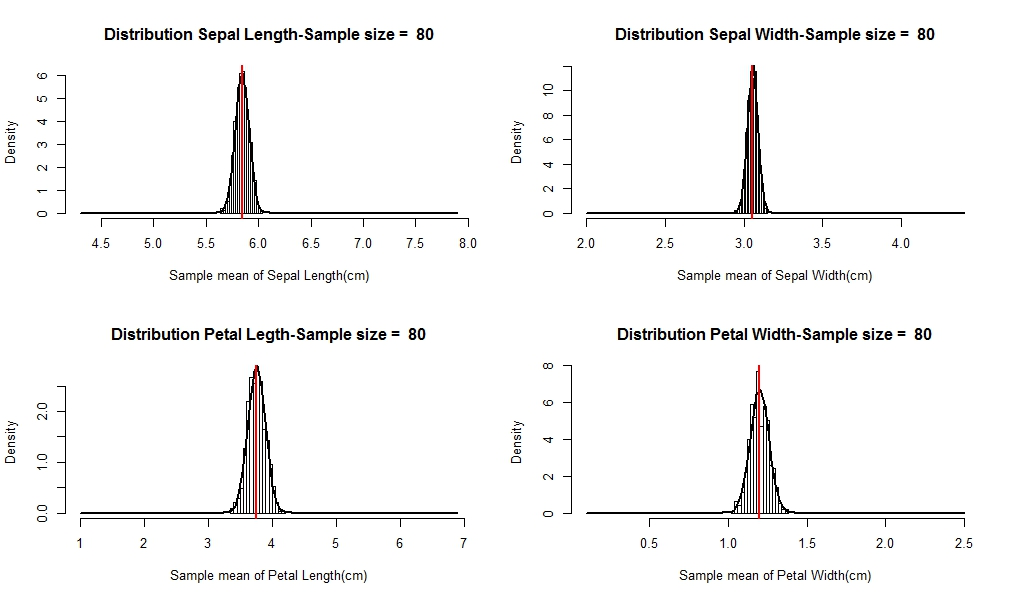 Distribution Sepal Length-Sample size =  80
Density
0 1 2 3 4 5 6
4.5 5.0 5.5 6.0 6.5 7.0 7.5 8.0
Sample mean of Sepal Length(cm)
Distribution Sepal Width-Sample size =  80
Density
0 2 4 6 8 10
2.0 2.5 3.0 3.5 4.0
Sample mean of Sepal Width(cm)
Distribution Petal Legth-Sample size =  80
Density
0.0 1.0 2.0
1 2 3 4 5 6 7
Sample mean of Petal Length(cm)
Distribution Petal Width-Sample size =  80
Density
0 2 4 6 8
0.5 1.0 1.5 2.0 2.5
Sample mean of Petal Width(cm)